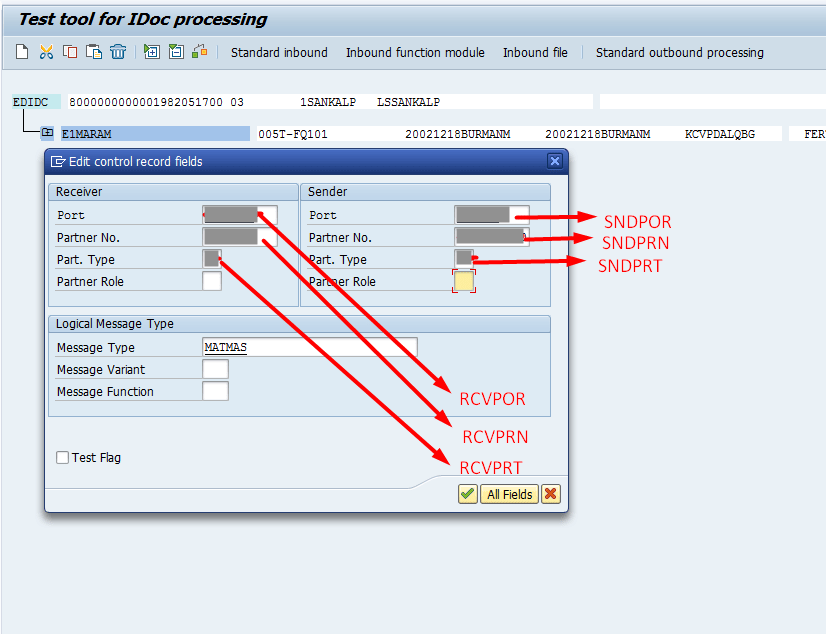 Test tool for IDoc processing
Standard inbound Inbound function module Inbound file Standard outbound processing
EDIDC 8000000000001982051700 03 1SANKALP LSSANKALP
E1MARAM 005T-FQ101 20021218BURMANM 20021218BURMANM KCVPDALQBG FER
Edit control record fields
Receiver Sender
Port Port SNDPOR
Partner No. Partner No. SNDPRN
Part. Type Part. Type SNDPRT
Partner Role Partner Role
Logical Message Type
Message Type MATMAS
Message Variant
Message Function
RCVPOR
RCVPRN
Test Flag
RCVPRT
All Fields